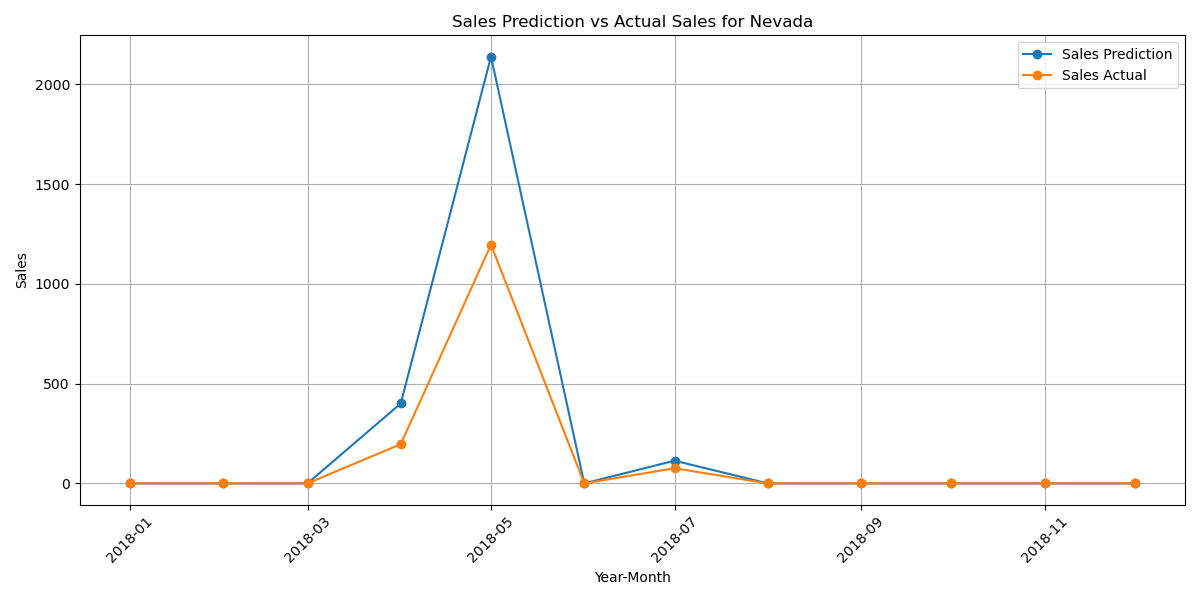 Sales Prediction vs Actual Sales for Nevada
Sales Prediction
Sales Actual
2000
1500
1000
500
0
Sales
2018-01
2018-03
2018-05
2018-07
2018-09
2018-11
Year-Month